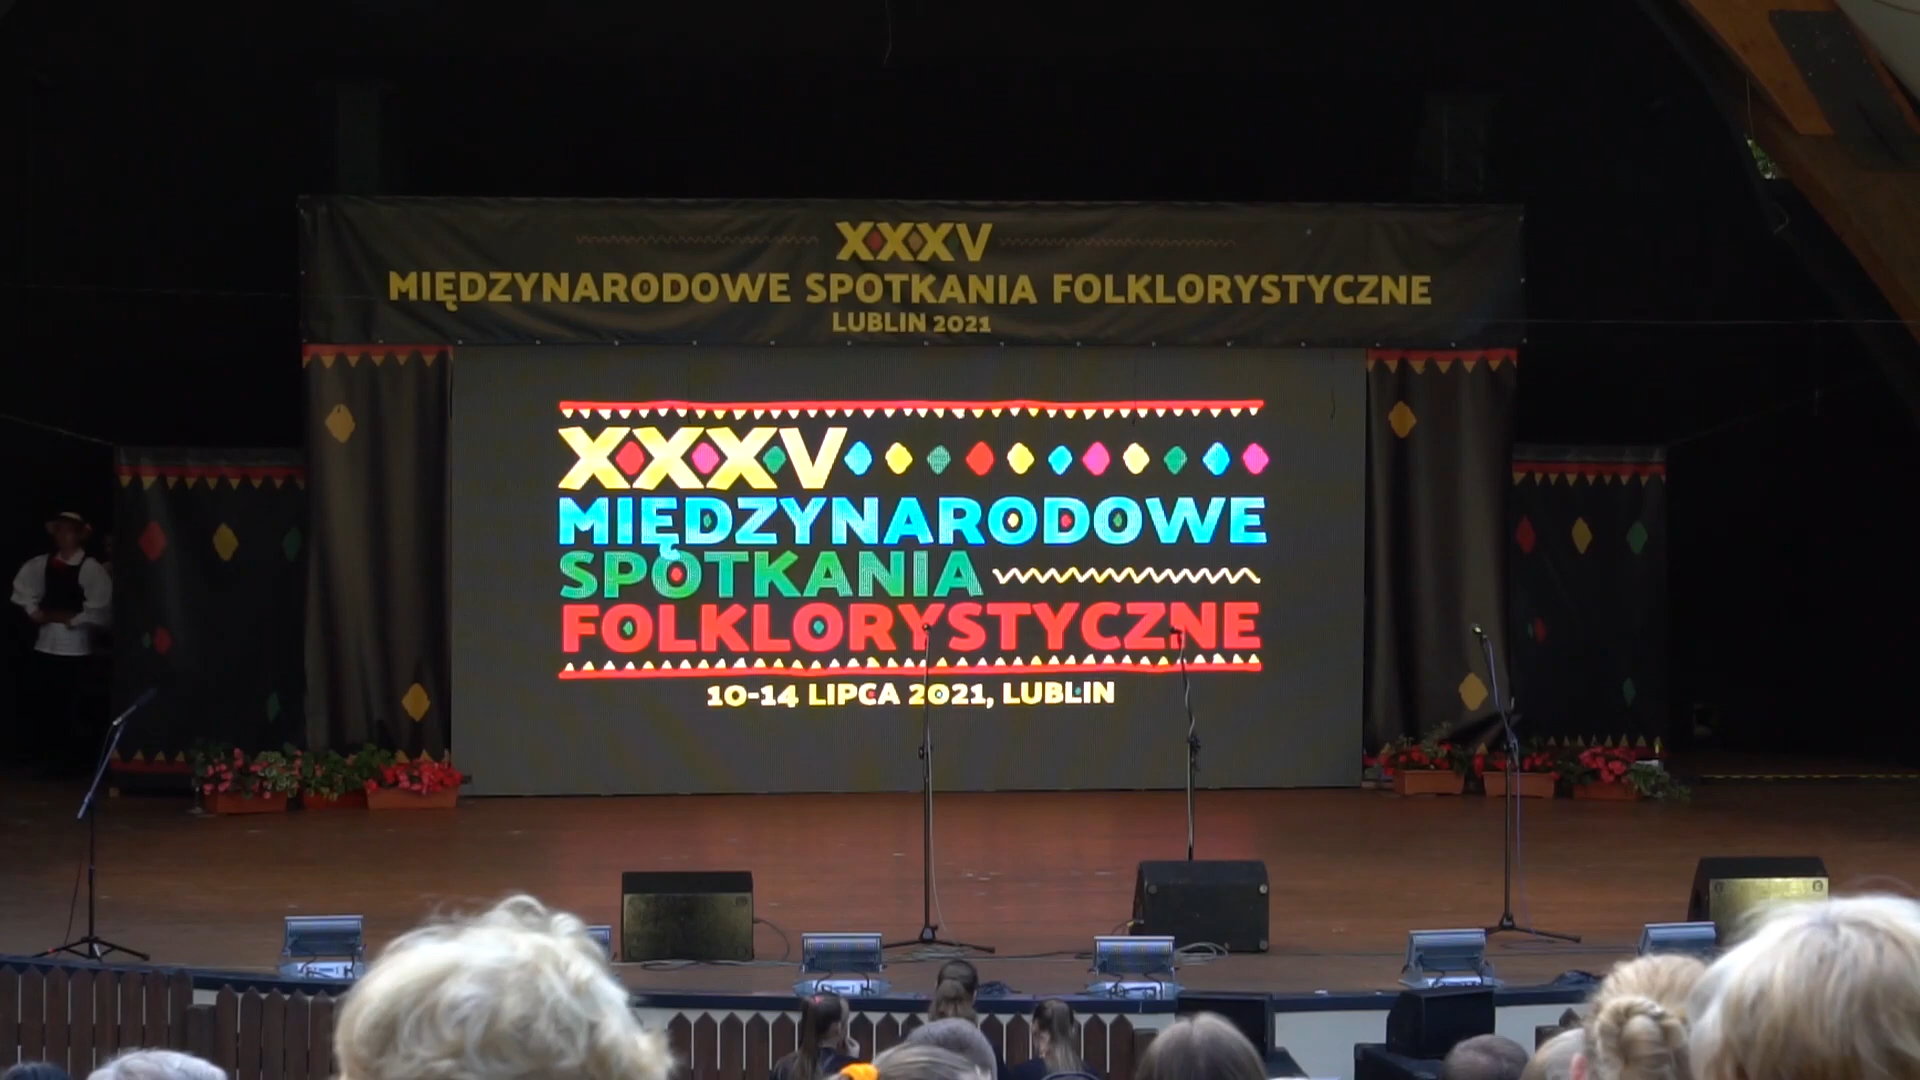 XXXV
MIĘDZYNARODOWE SPOTKANIA FOLKLORYSTYCZNE
LUBLIN 2021
XXXV
MIĘDZYNARODOWE
SPOTKANIA
FOLKLORYSTYCZNE
10-14 LIPCA 2021, LUBLIN